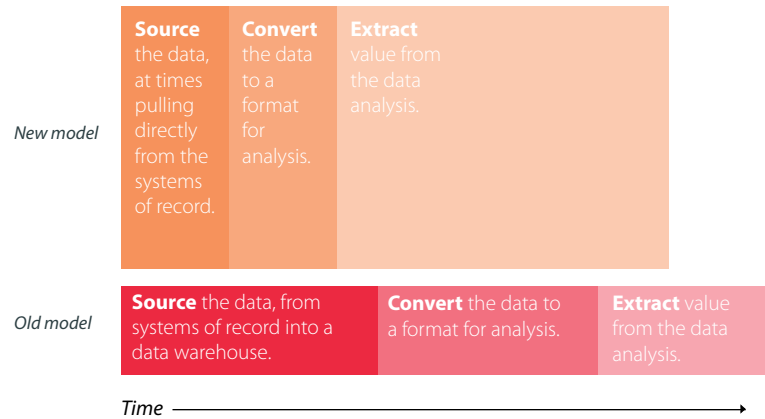 Source
the data,
at times
pulling
directly
from the
systems
of record.
Convert
the data
to a
format
for
analysis.
Extract
value from
the data
analysis.
New model
Source the data, from
systems of record into a
data warehouse.
Convert the data to
a format for analysis.
Extract value
from the data
analysis.
Old model
Time